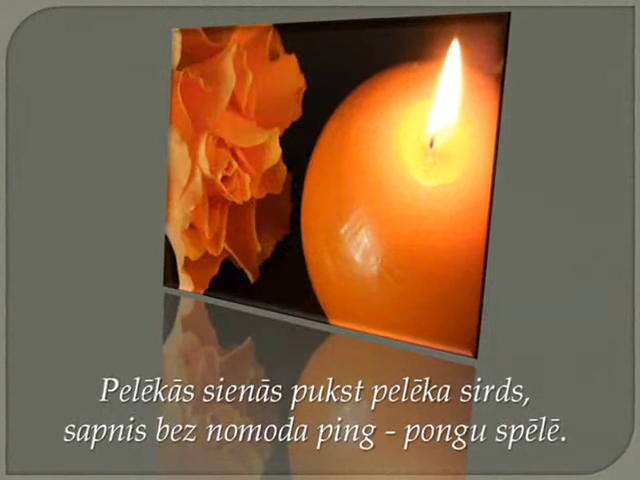 Pelēkās sienās pukst pelēka sirds,
sapnis bez nomoda ping - pongu spēlē.